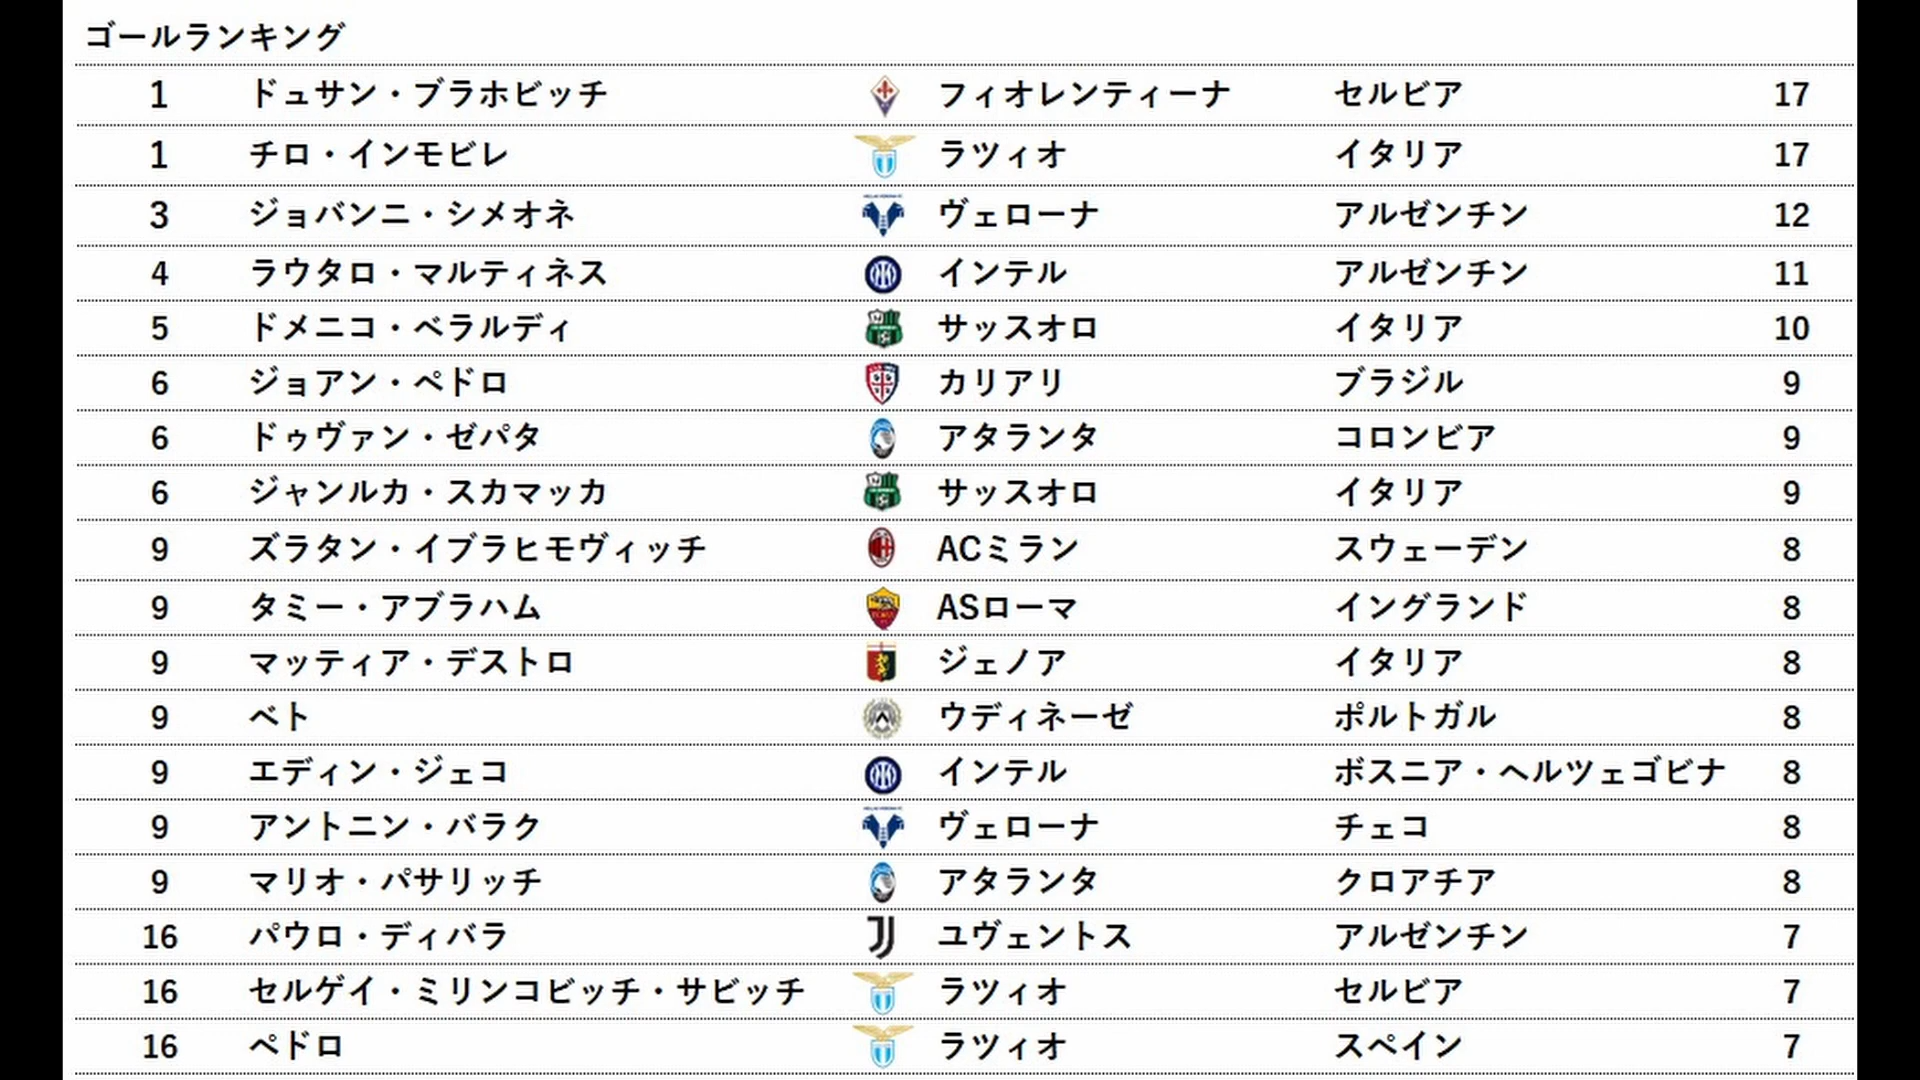 ゴールランキング
1 ドュサン・ブラホビッチ フィオレンティーナ セルビア 17
1 チロ・インモビレ ラツィオ イタリア 17
3 ジョバンニ・シメオネ ヴェローナ アルゼンチン 12
4 ラウタロ・マルティネス インテル アルゼンチン 11
5 ドメニコ・ベラルディ サッスオロ イタリア 10
6 ジョアン・ペドロ カリアリ ブラジル 9
6 ドゥヴァン・ゼパタ アタランタ コロンビア 9
6 ジャンルカ・スカマッカ サッスオロ イタリア 9
9 ズラタン・イブラヒモヴィッチ ACミラン スウェーデン 8
9 タミー・アブラハム ASローマ イングランド 8
9 マッティア・デストロ ジェノア イタリア 8
9 ベト ウディネーゼ ポルトガル 8
9 エディン・ジェコ インテル ボスニア・ヘルツェゴビナ 8
9 アントニン・バラク ヴェローナ チェコ 8
9 マリオ・パサリッチ アタランタ クロアチア 8
16 パウロ・ディバラ ユヴェントス アルゼンチン 7
16 セルゲイ・ミリンコビッチ・サビッチ ラツィオ セルビア 7
16 ペドロ ラツィオ スペイン 7